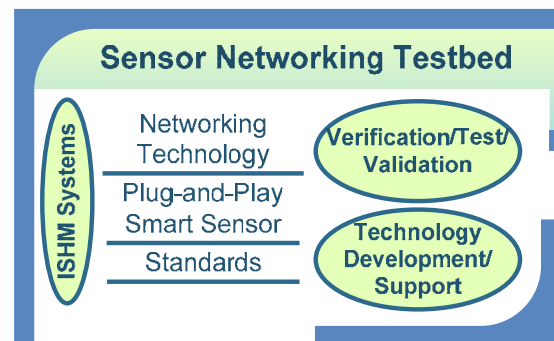 Sensor Networking Testbed
ISHM Systems
Networking
Technology
Plug-and-Play
Smart Sensor
Standards
Verification/Test/
Validation
Technology
Development/
Support